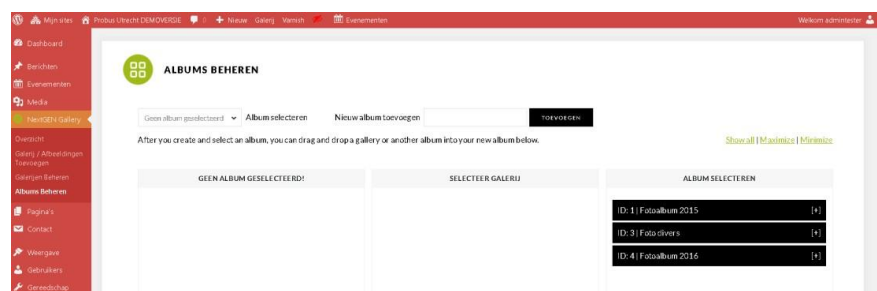 Mijn sites Probus Utrecht DEMOVERSIE 0 + Nieuw Galerij Varnish Evenementen Welkom admintester
Dashboard
Berichten
Evenementen
Media
NextGEN Gallery
Overzicht
Galerij / Afbeeldingen
Toevoegen
Galerijen Beheren
Albums Beheren
Pagina's
Contact
Weergave
Gebruikers
Gereedschap
ALBUMS BEHEREN
Geen album geselecteerd Album selecteren Nieuw album toevoegen TOEVOEGEN
After you create and select an album, you can drag and drop a gallery or another album into your new album below. Show all | Maximize | Minimize
GEEN ALBUM GESELECTEERD! SELECTEER GALERIJ ALBUM SELECTEREN
ID: 1 | Fotoalbum 2015 [+]
ID: 3 | Foto divers [+]
ID: 4 | Fotoalbum 2016 [+]